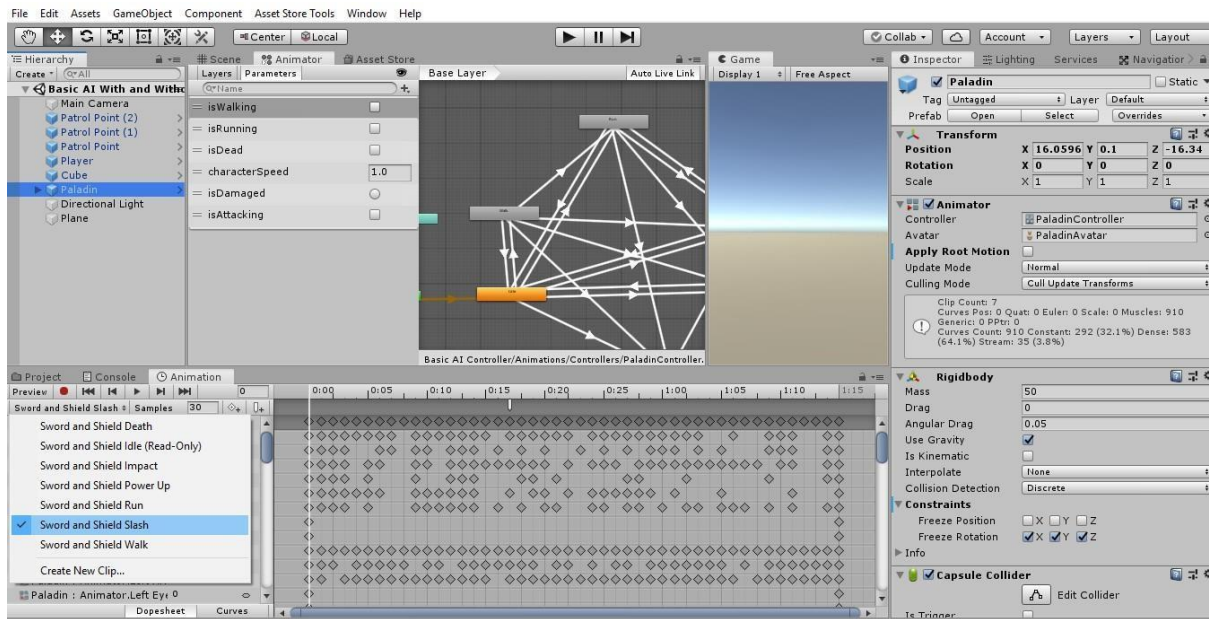 File Edit Assets GameObject Component Asset Store Tools Window Help
Center Local Collab Account Layers Layout
Hierarchy Scene Animator Asset Store Game Inspector Lighting Services Navigation
Create All Layers Parameters Base Layer Auto Live Link Display 1 Free Aspect
Basic AI With and Witho
Main Camera
Patrol Point (2)
Patrol Point (1)
Patrol Point
Player
Cube
Paladin
Directional Light
Plane
Name
isWalking
isRunning
isDead
characterSpeed 1.0
isDamaged
isAttacking
Basic AI Controller/Animations/Controllers/PaladinController.
Paladin Static
Tag Untagged Layer Default
Prefab Open Select Overrides
Transform
Position X 16.0596 Y 0.1 Z -16.34
Rotation X 0 Y 0 Z 0
Scale X 1 Y 1 Z 1
Animator
Controller PaladinController
Avatar PaladinAvatar
Apply Root Motion
Update Mode Normal
Culling Mode Cull Update Transforms
Clip Count: 7
Curves Pos: 0 Quat: 0 Euler: 0 Scale: 0 Muscles: 910
Generic: 0 PPtr: 0
Curves Count: 910 Constant: 292 (32.1%) Dense: 583
(64.1%) Stream: 35 (3.8%)
Rigidbody
Mass 50
Drag 0
Angular Drag 0.05
Use Gravity
Is Kinematic
Interpolate None
Collision Detection Discrete
Constraints
Freeze Position X Y Z
Freeze Rotation X Y Z
Info
Capsule Collider
Edit Collider
Is Trigger
Project Console Animation
Preview 0 0:00 0:05 0:10 0:15 0:20 0:25 1:00 1:05 1:10 1:15
Sword and Shield Slash Samples 30
Sword and Shield Death
Sword and Shield Idle (Read-Only)
Sword and Shield Impact
Sword and Shield Power Up
Sword and Shield Run
Sword and Shield Slash
Sword and Shield Walk
Create New Clip...
Paladin : Animator.Left Eye 0
Dopesheet Curves